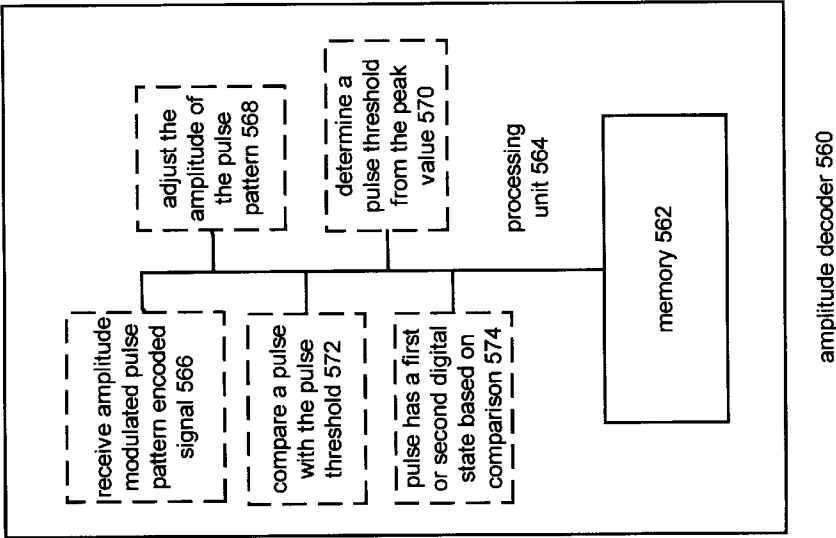 receive amplitude
modulated pulse
pattern encoded
signal 566
adjust the
amplitude of
the pulse
pattern 568
compare a pulse
with the pulse
threshold 572
determine a
pulse threshold
from the peak
value 570
pulse has a first
or second digital
state based on
comparison 574
processing
unit 564
memory 562
amplitude decoder 560